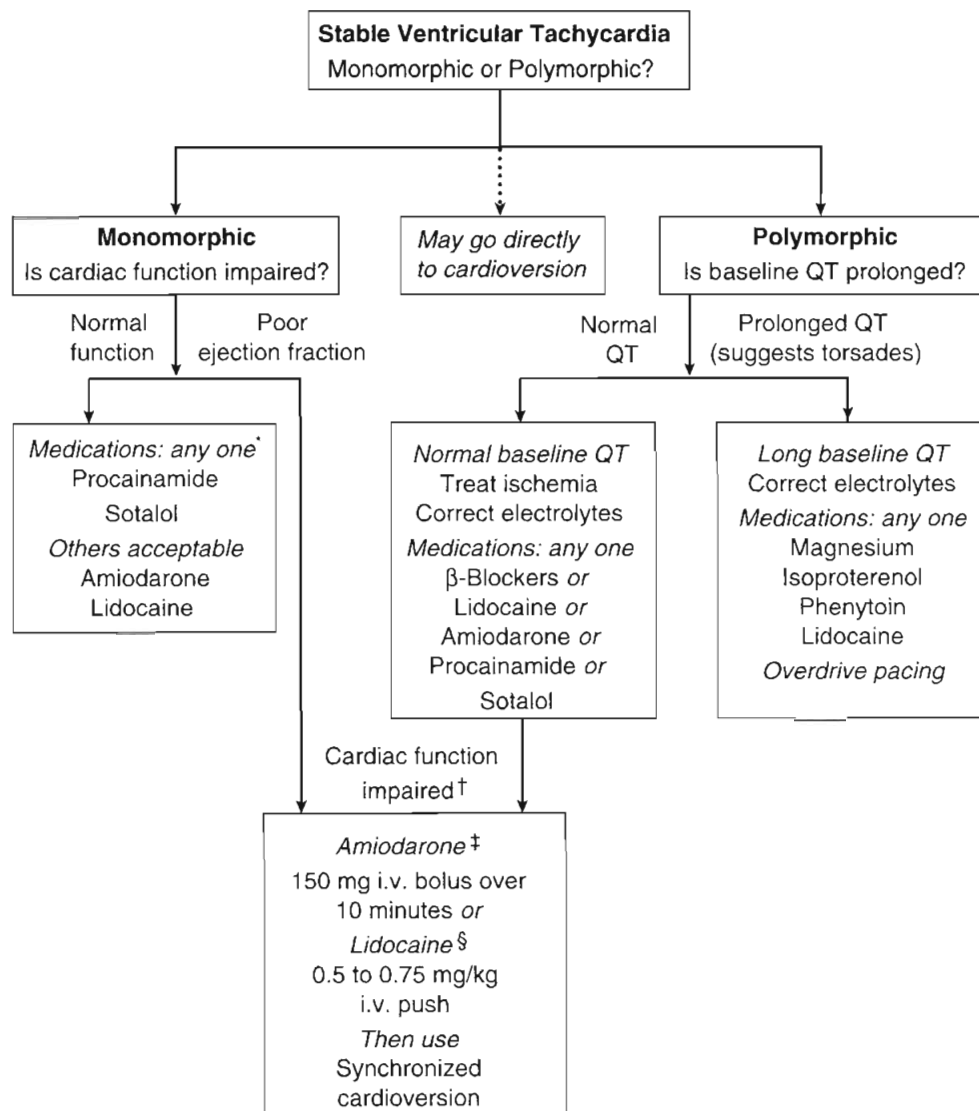 Stable Ventricular Tachycardia
Monomorphic or Polymorphic?
Monomorphic
Is cardiac function impaired?
May go directly
to cardioversion
Polymorphic
Is baseline QT prolonged?
Normal
function
Poor
ejection fraction
Normal
QT
Prolonged QT
(suggests torsades)
Medications: any one*
Procainamide
Sotalol
Others acceptable
Amiodarone
Lidocaine
Normal baseline QT
Treat ischemia
Correct electrolytes
Medications: any one
β-Blockers or
Lidocaine or
Amiodarone or
Procainamide or
Sotalol
Long baseline QT
Correct electrolytes
Medications: any one
Magnesium
Isoproterenol
Phenytoin
Lidocaine
Overdrive pacing
Cardiac function
impaired†
Amiodarone‡
150 mg i.v. bolus over
10 minutes or
Lidocaine§
0.5 to 0.75 mg/kg
i.v. push
Then use
Synchronized
cardioversion